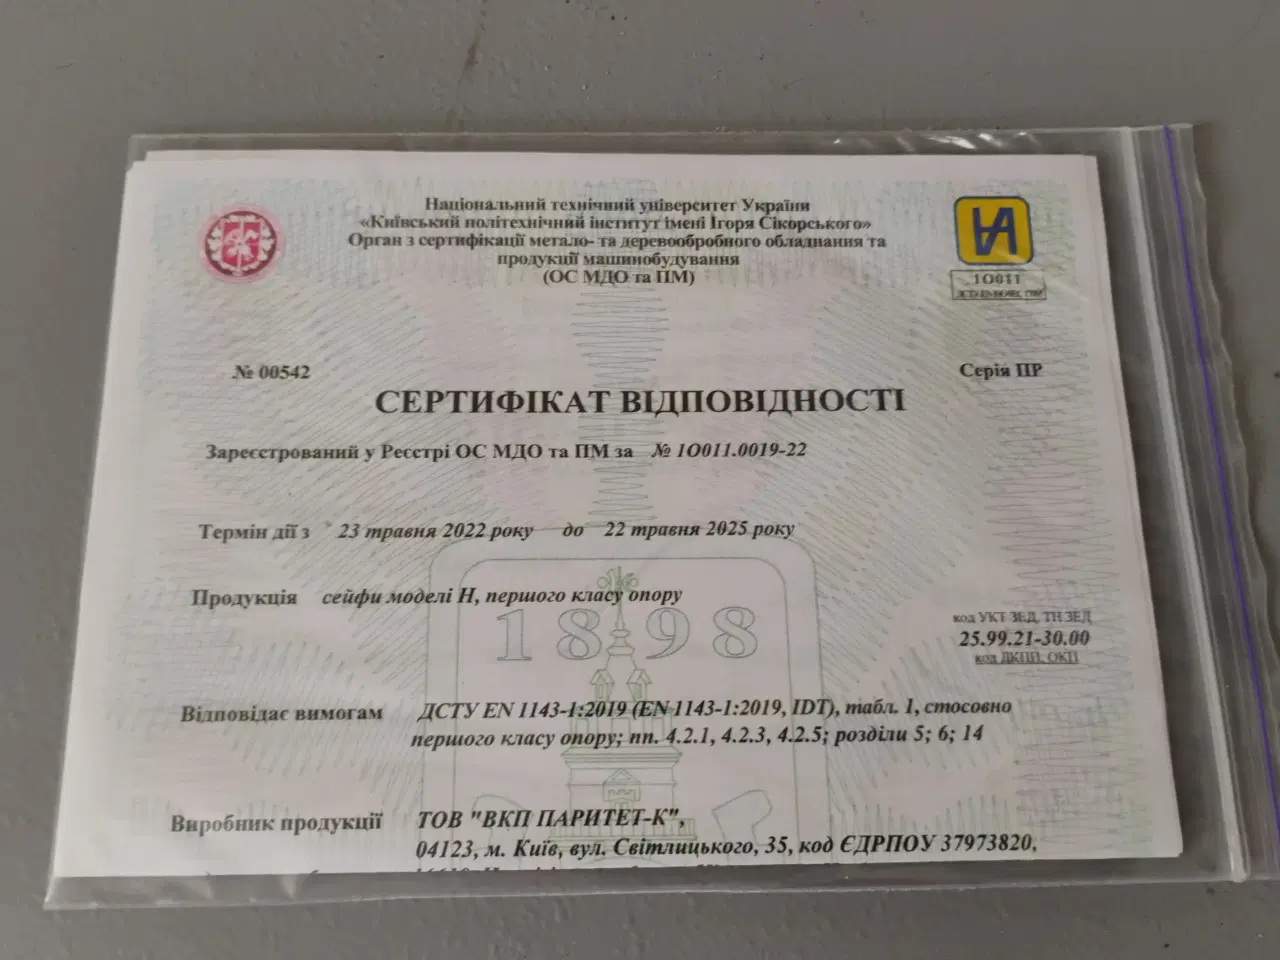 Національний технічний університет України
«Київський політехнічний інститут імені Ігоря Сікорського»
Орган з сертифікації метало- та деревообробного обладнання та
продукції машинобудування
(ОС МДО та ПМ)
1О011
№ 00542
Серія ПР
СЕРТИФІКАТ ВІДПОВІДНОСТІ
Зареєстрований у Реєстрі ОС МДО та ПМ за № 1О011.0019-22
Термін дії з 23 травня 2022 року до 22 травня 2025 року
Продукція сейфи моделі Н, першого класу опору
1898
код УКТ ЗЕД, ТН ЗЕД
25.99.21-30.00
код ДКПП, ОКП
Відповідає вимогам ДСТУ EN 1143-1:2019 (EN 1143-1:2019, IDT), табл. 1, стосовно
першого класу опору; пп. 4.2.1, 4.2.3, 4.2.5; розділи 5; 6; 14
Виробник продукції ТОВ "ВКП ПАРИТЕТ-К",
04123, м. Київ, вул. Світлицького, 35, код ЄДРПОУ 37973820,